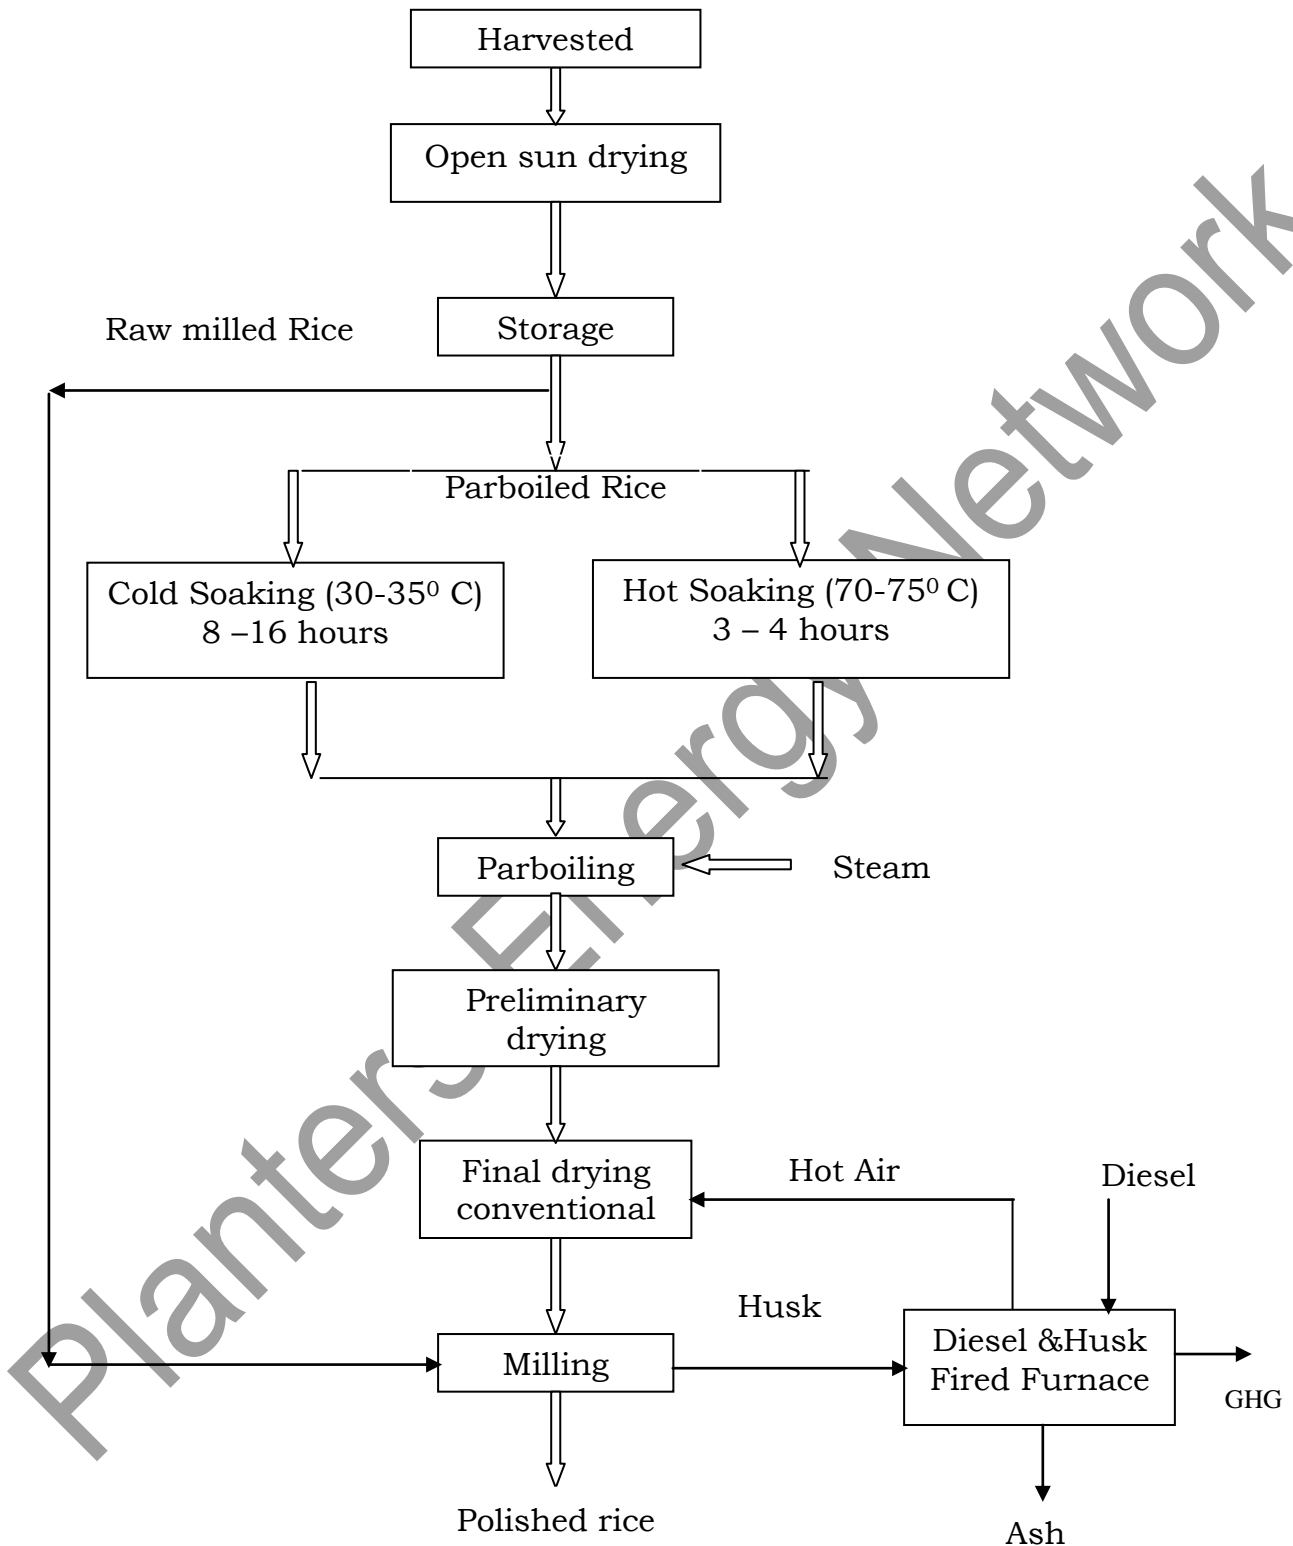 Harvested
Open sun drying
Raw milled Rice
Storage
Parboiled Rice
Cold Soaking (30-35⁰ C)
8 –16 hours
Hot Soaking (70-75⁰ C)
3 – 4 hours
Parboiling
Steam
Preliminary
drying
Final drying
conventional
Hot Air
Diesel
Husk
Milling
Diesel &Husk
Fired Furnace
GHG
Polished rice
Ash
Planters Energy Network